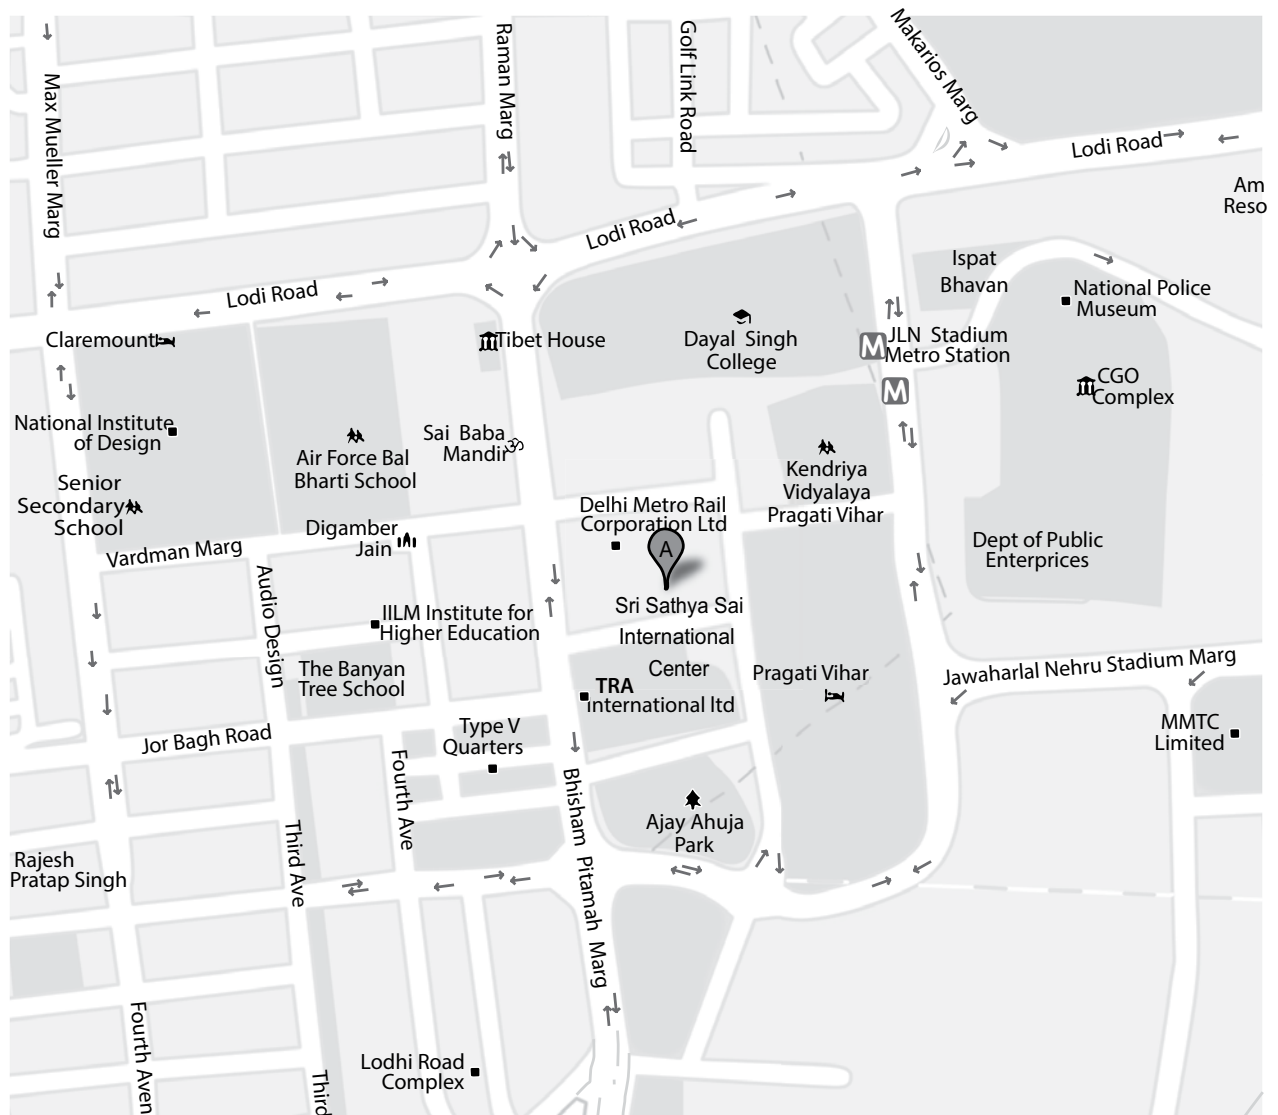 Max Mueller Marg
Raman Marg
Golf Link Road
Makarios Marg
Lodi Road
Am
Reso
Lodi Road
Lodi Road
Ispat
Bhavan
National Police
Museum
Claremount
Tibet House
Dayal Singh
College
M
JLN Stadium
Metro Station
M
CGO
Complex
National Institute
of Design
Sai Baba
Mandir
ॐ
Air Force Bal
Bharti School
Kendriya
Vidyalaya
Pragati Vihar
Senior
Secondary
School
Digamber
Jain
Delhi Metro Rail
Corporation Ltd
A
Vardman Marg
Dept of Public
Enterprices
Audio Design
IILM Institute for
Higher Education
Sri Sathya Sai
International
Center
The Banyan
Tree School
TRA
International ltd
Pragati Vihar
Jawaharlal Nehru Stadium Marg
Jor Bagh Road
Type V
Quarters
MMTC
Limited
Fourth Ave
Bhisham Pitamah Marg
Ajay Ahuja
Park
Third Ave
Rajesh
Pratap Singh
Fourth Aven
Lodhi Road
Complex
Third